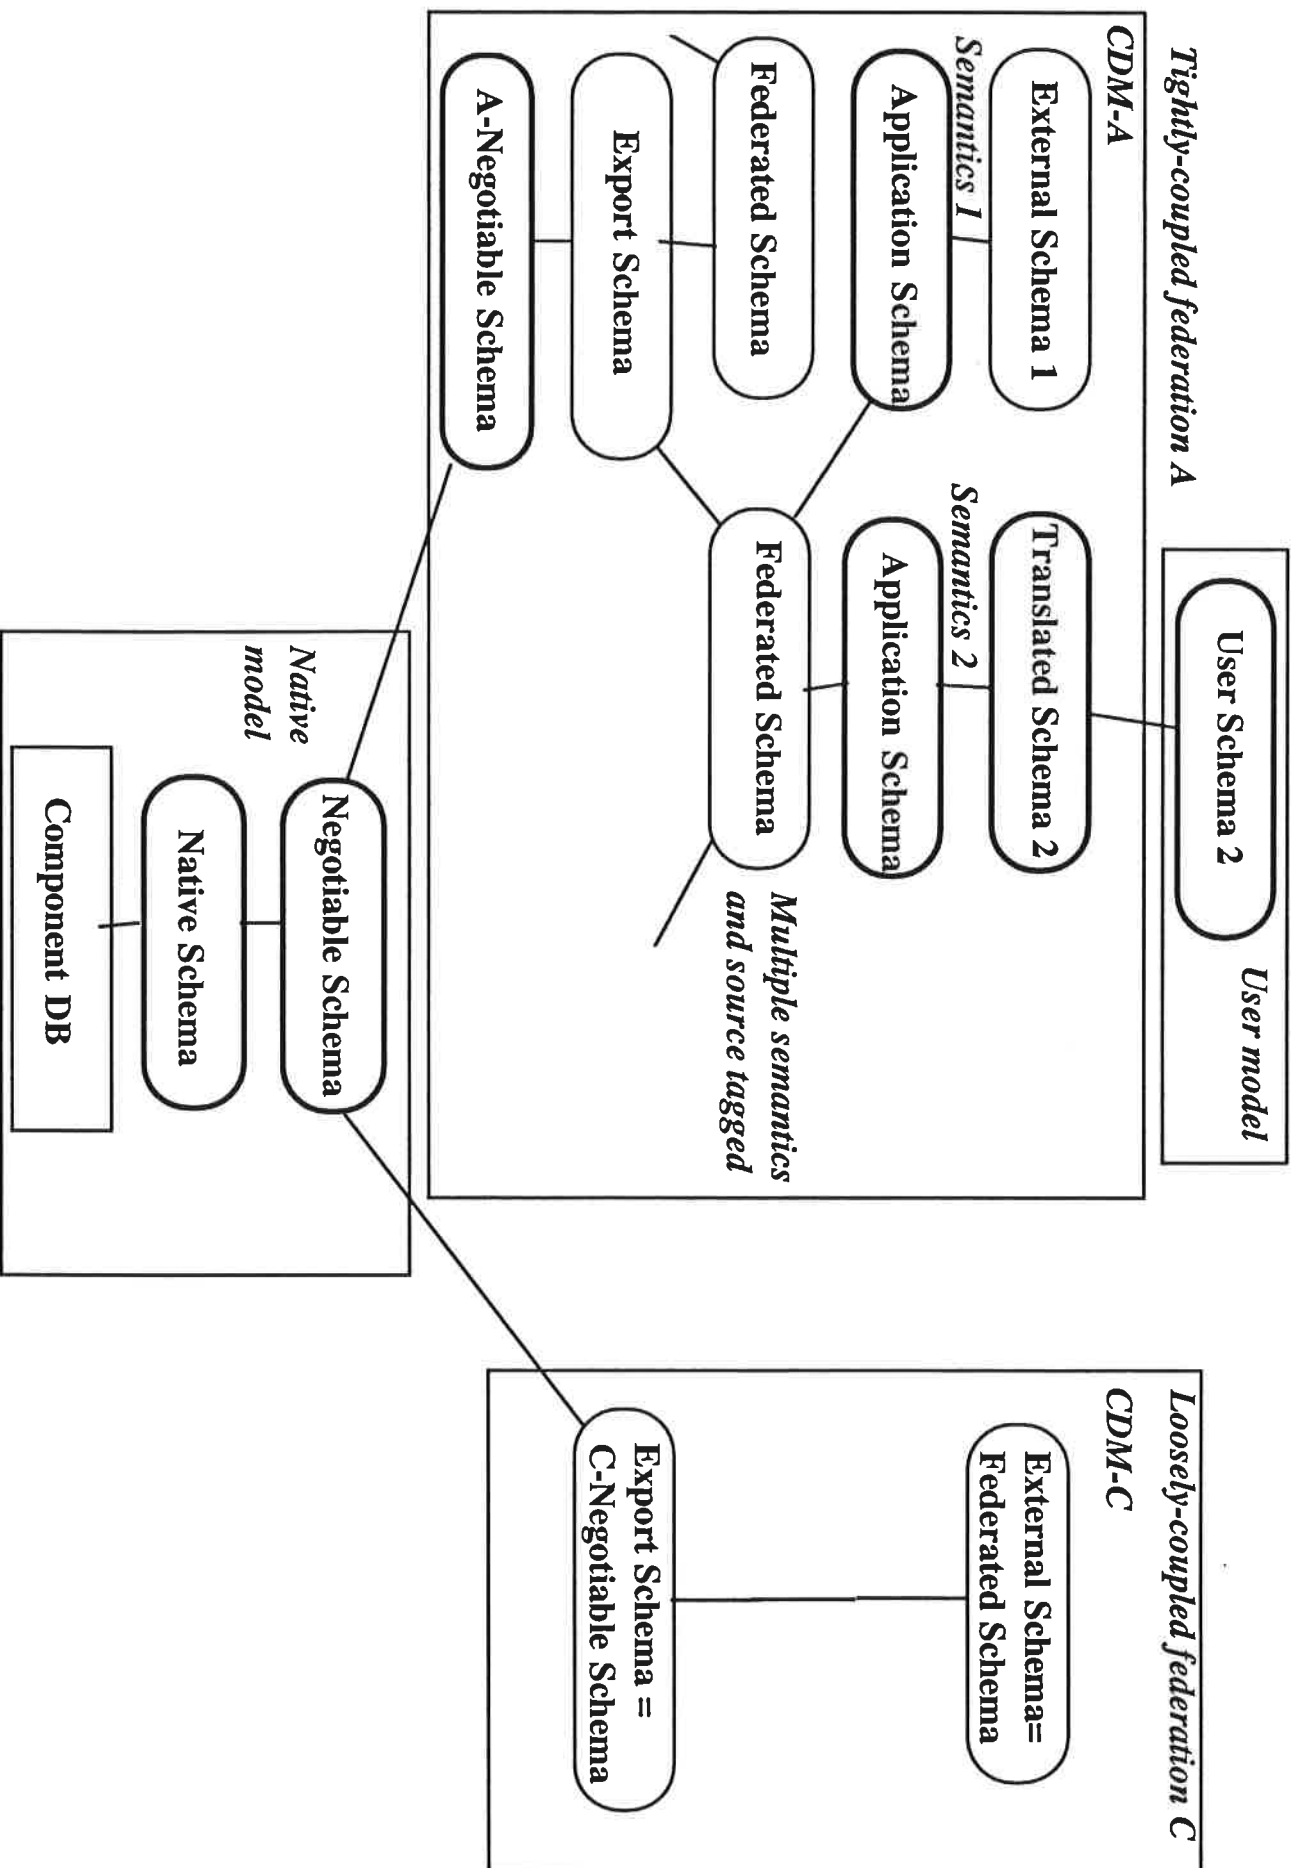 Tightly-coupled federation A
User Schema 2
User model
CDM-A
External Schema 1
Translated Schema 2
Semantics 1
Semantics 2
Application Schema
Application Schema
Federated Schema
Federated Schema
Multiple semantics
and source tagged
Export Schema
A-Negotiable Schema
Native
model
Negotiable Schema
Native Schema
Component DB
Loosely-coupled federation C
CDM-C
External Schema=
Federated Schema
Export Schema =
C-Negotiable Schema